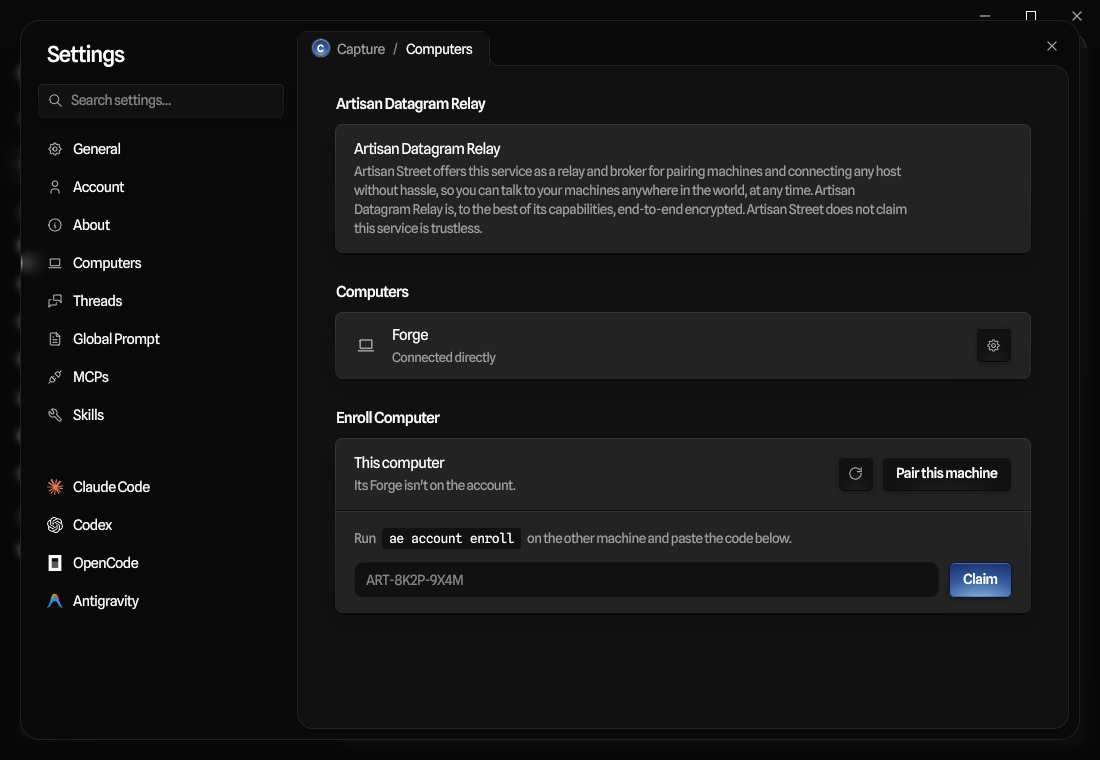 Settings
Search settings...
General
Account
About
Computers
Threads
Global Prompt
MCPs
Skills
Claude Code
Codex
OpenCode
Antigravity
C Capture / Computers
Artisan Datagram Relay
Artisan Datagram Relay
Artisan Street offers this service as a relay and broker for pairing machines and connecting any host
without hassle, so you can talk to your machines anywhere in the world, at any time. Artisan
Datagram Relay is, to the best of its capabilities, end-to-end encrypted. Artisan Street does not claim
this service is trustless.
Computers
Forge
Connected directly
Enroll Computer
This computer
Its Forge isn't on the account.
Pair this machine
Run ae account enroll on the other machine and paste the code below.
ART-8K2P-9X4M
Claim